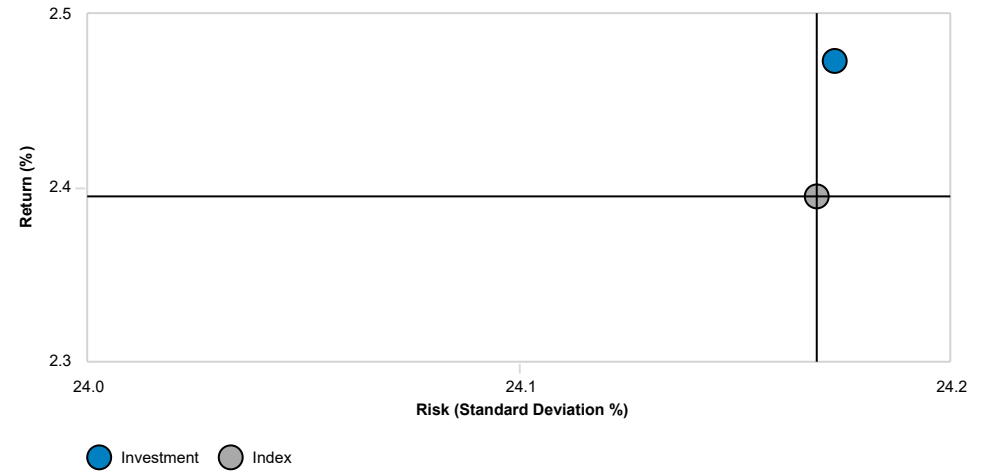 2.5
2.4
2.3
Return (%)
24.0 24.1 24.2
Risk (Standard Deviation %)
Investment Index